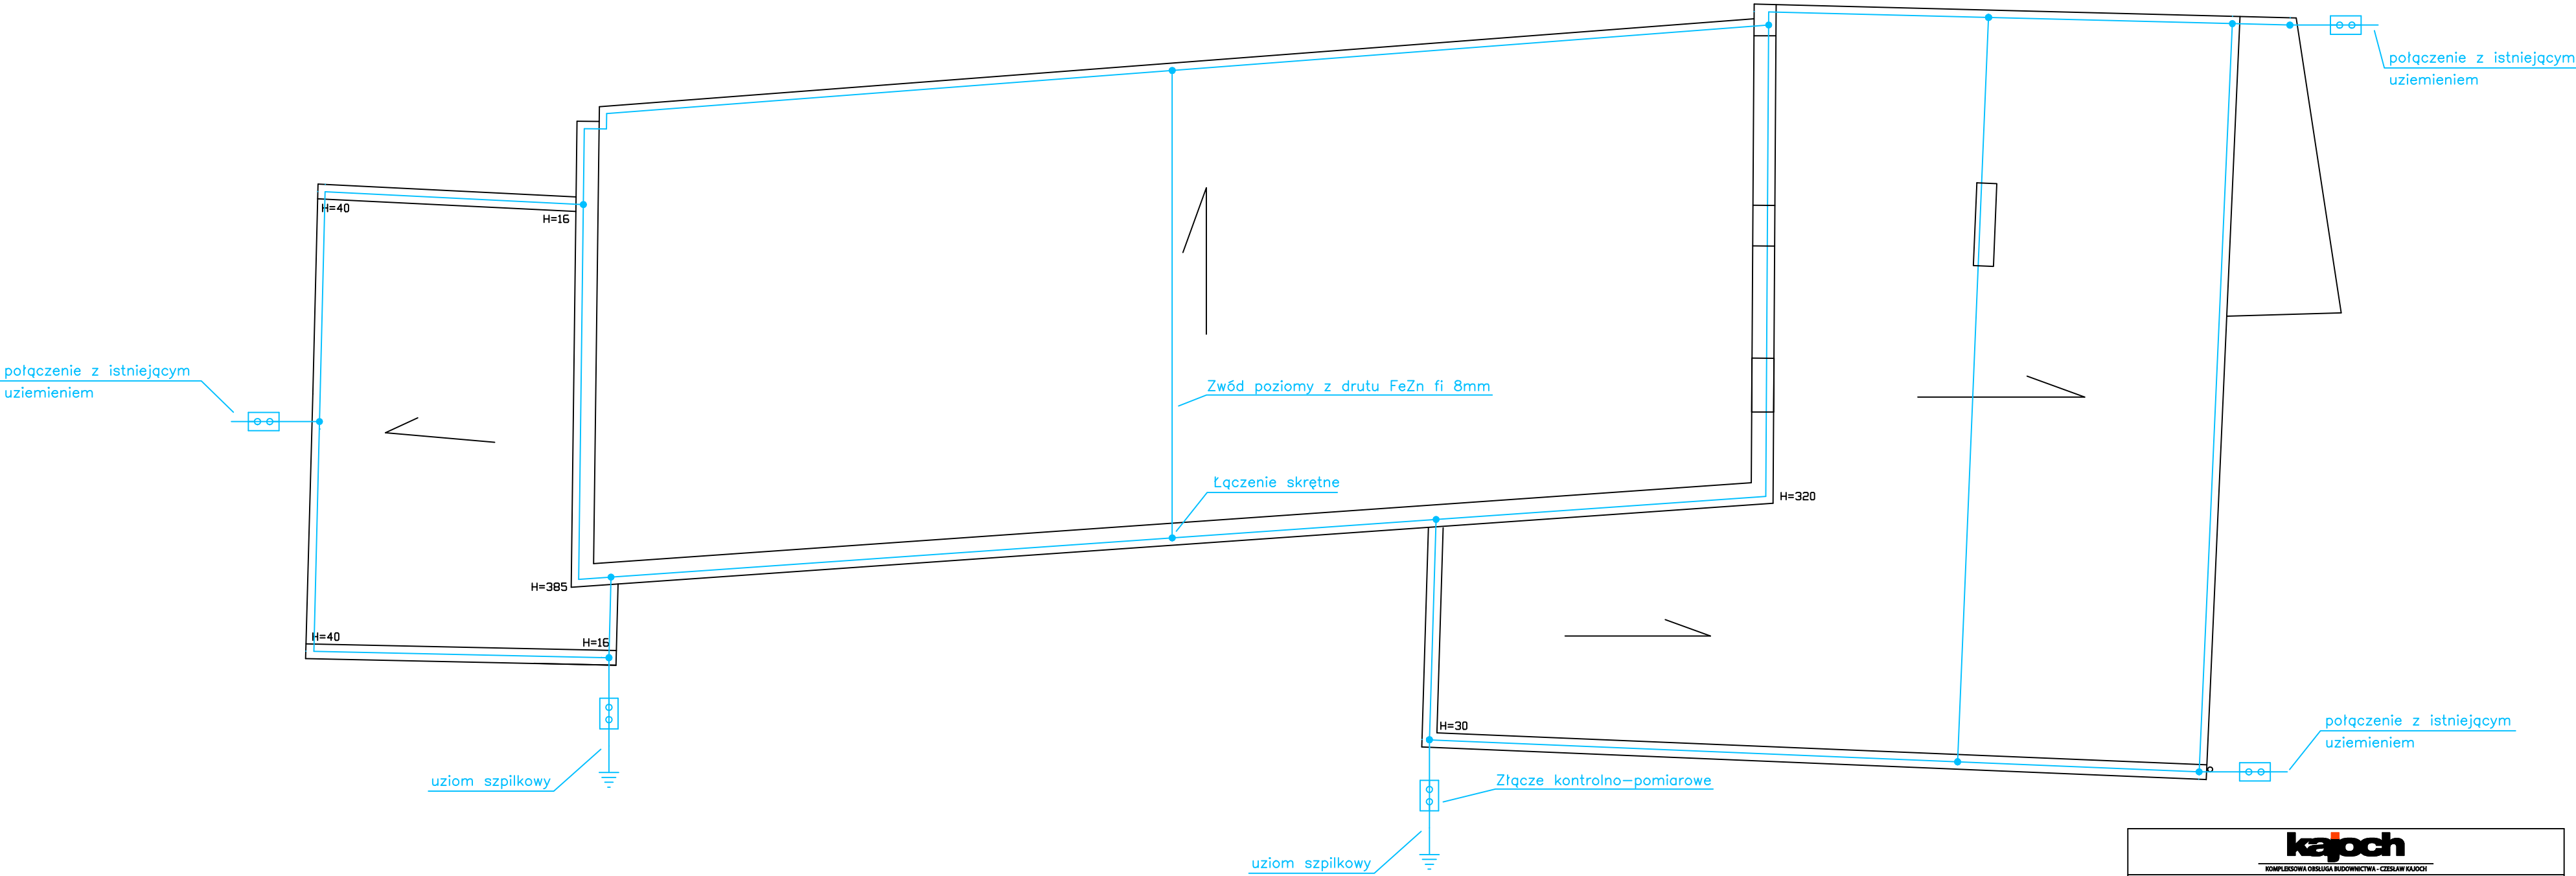 połączenie z istniejącym
uziemieniem
H=40
H=16
połączenie z istniejącym
uziemieniem
Zwód poziomy z drutu FeZn fi 8mm
Łączenie skrętne
H=320
H=385
H=40
H=16
H=30
połączenie z istniejącym
uziemieniem
uziom szpilkowy
Złącze kontrolno-pomiarowe
uziom szpilkowy
kajoch
KOMPLEKSOWA OBSŁUGA BUDOWNICTWA - CZESŁAW KAJOCH